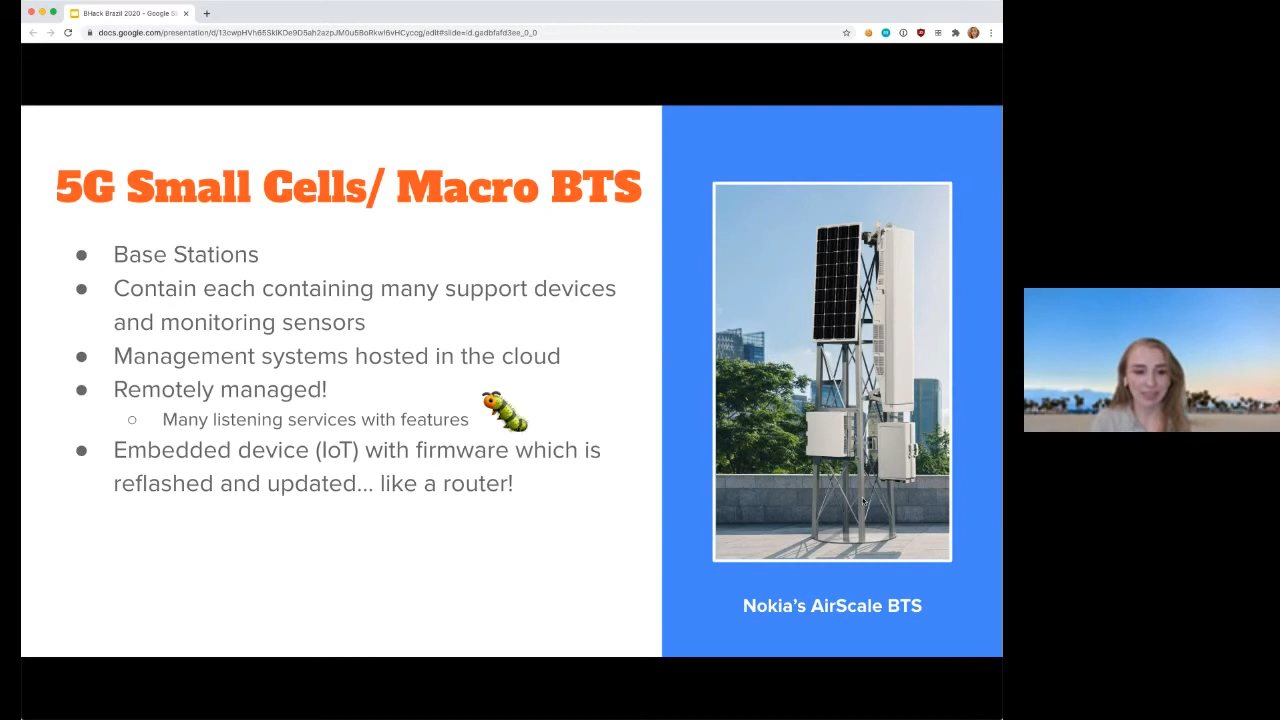 BHack Brazil 2020 - Google Sl
docs.google.com/presentation/d/13cwpHVh65SkIKDe9D5ah2azpJM0u5BoRkwI6vHCyccg/edit#slide=id.gadbfafd3ee_0_0
5G Small Cells/ Macro BTS
● Base Stations
● Contain each containing many support devices
and monitoring sensors
● Management systems hosted in the cloud
● Remotely managed!
○ Many listening services with features
● Embedded device (IoT) with firmware which is
reflashed and updated... like a router!
Nokia’s AirScale BTS